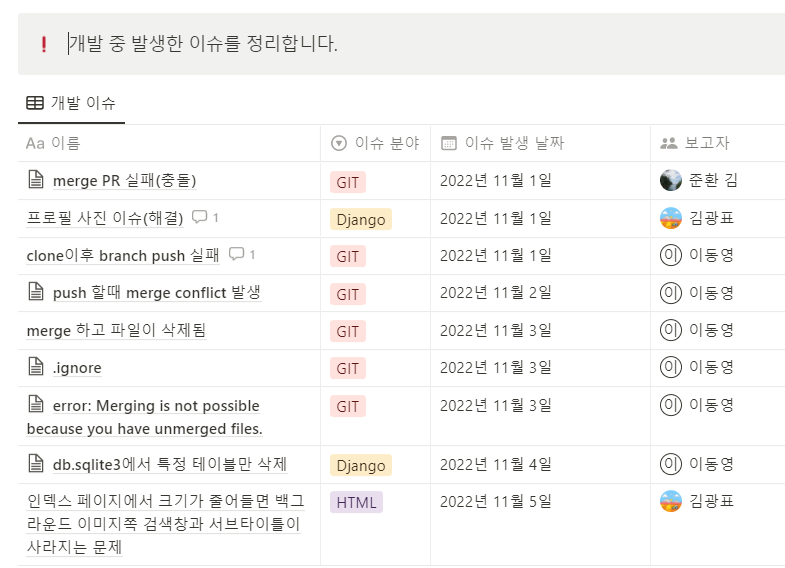 개발 중 발생한 이슈를 정리합니다.
개발 이슈
Aa 이름 이슈 분야 이슈 발생 날짜 보고자
merge PR 실패(충돌) GIT 2022년 11월 1일 준환 김
프로필 사진 이슈(해결) 1 Django 2022년 11월 1일 김광표
clone이후 branch push 실패 1 GIT 2022년 11월 1일 이 이동영
push 할때 merge conflict 발생 GIT 2022년 11월 2일 이 이동영
merge 하고 파일이 삭제됨 GIT 2022년 11월 3일 이 이동영
.ignore GIT 2022년 11월 3일 이 이동영
error: Merging is not possible GIT 2022년 11월 3일 이 이동영
because you have unmerged files.
db.sqlite3에서 특정 테이블만 삭제 Django 2022년 11월 4일 이 이동영
인덱스 페이지에서 크기가 줄어들면 백그 HTML 2022년 11월 5일 김광표
라운드 이미지쪽 검색창과 서브타이틀이
사라지는 문제